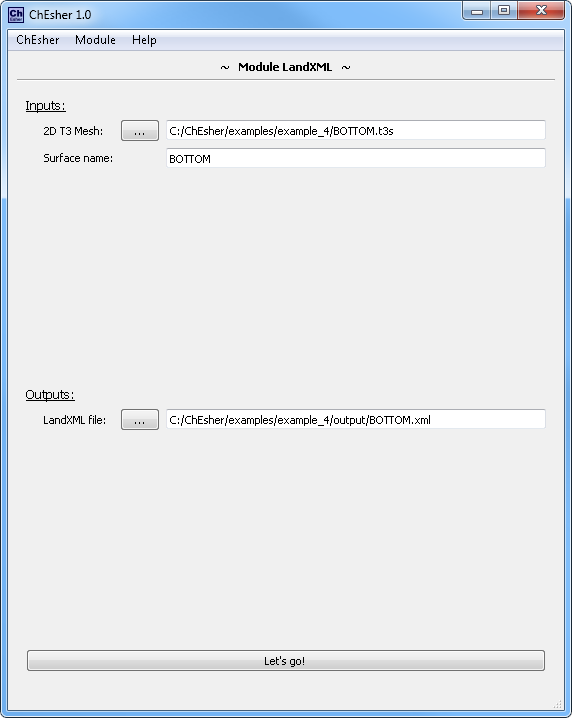 Ch Esher ChEsher 1.0
ChEsher Module Help
~ Module LandXML ~
Inputs:
2D T3 Mesh: ... C:/ChEsher/examples/example_4/BOTTOM.t3s
Surface name: BOTTOM
Outputs:
LandXML file: ... C:/ChEsher/examples/example_4/output/BOTTOM.xml
Let's go!